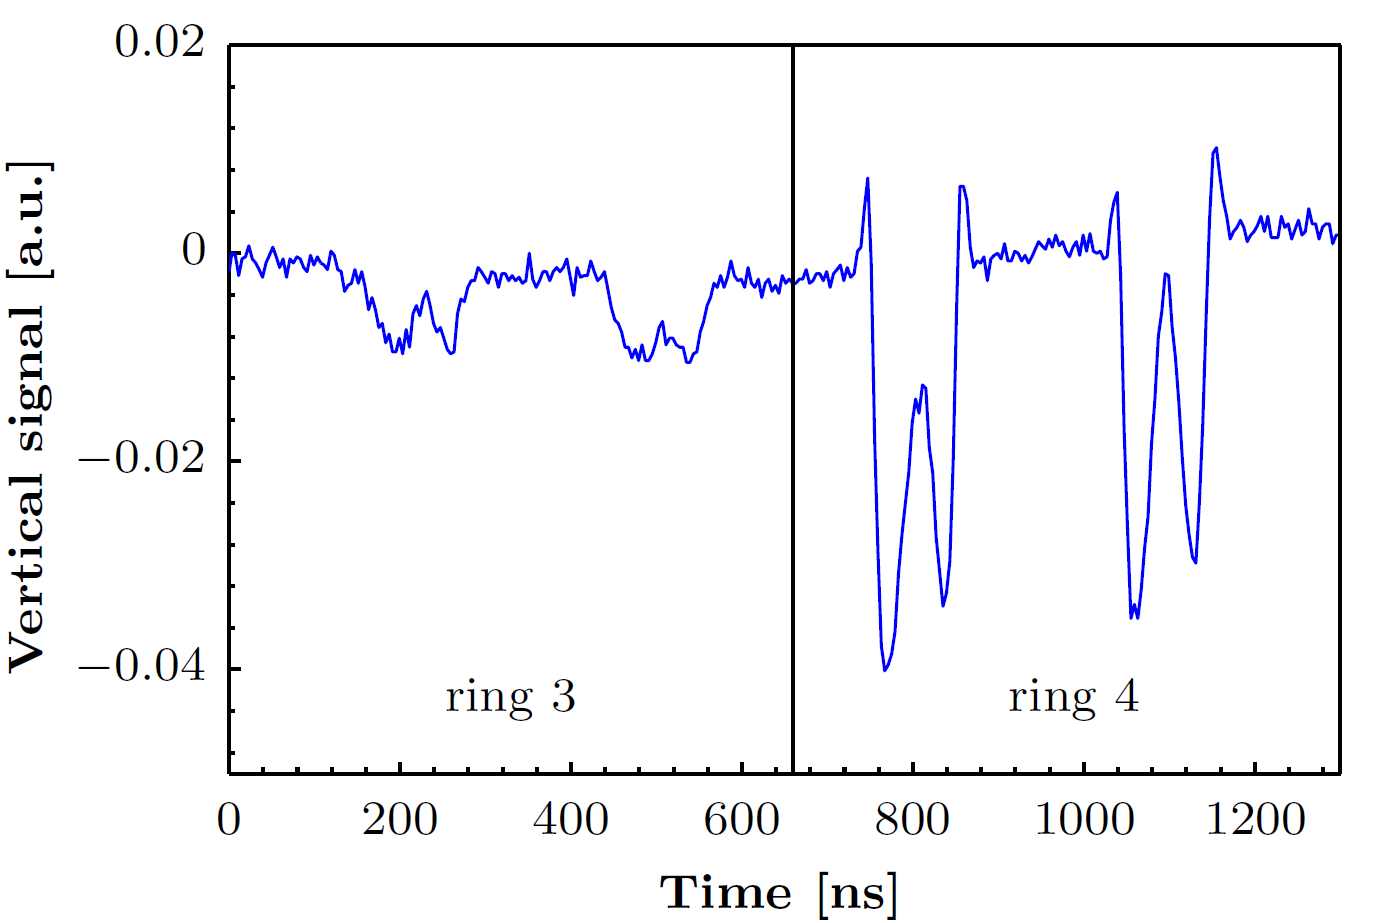 0.02
0
−0.02
−0.04
Vertical signal [a.u.]
ring 3
ring 4
0 200 400 600 800 1000 1200
Time [ns]